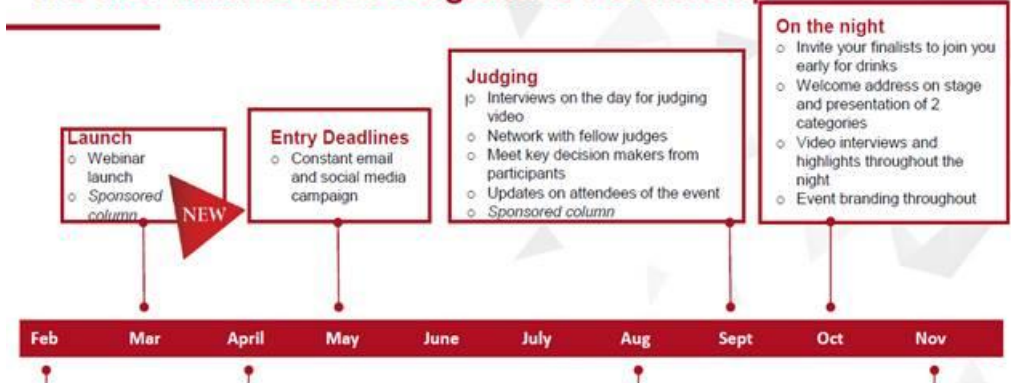 Launch
o Webinar
launch
o Sponsored
column
NEW
Entry Deadlines
o Constant email
and social media
campaign
Judging
o Interviews on the day for judging
video
o Network with fellow judges
o Meet key decision makers from
participants
o Updates on attendees of the event
o Sponsored column
On the night
o Invite your finalists to join you
early for drinks
o Welcome address on stage
and presentation of 2
categories
o Video interviews and
highlights throughout the
night
o Event branding throughout
Feb Mar April May June July Aug Sept Oct Nov